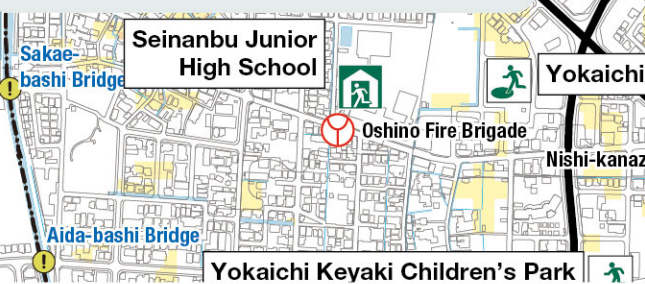 Seinanbu Junior
High School
Sakae-
bashi Bridge
Yokaichi
Oshino Fire Brigade
Nishi-kanaz
Aida-bashi Bridge
Yokaichi Keyaki Children's Park